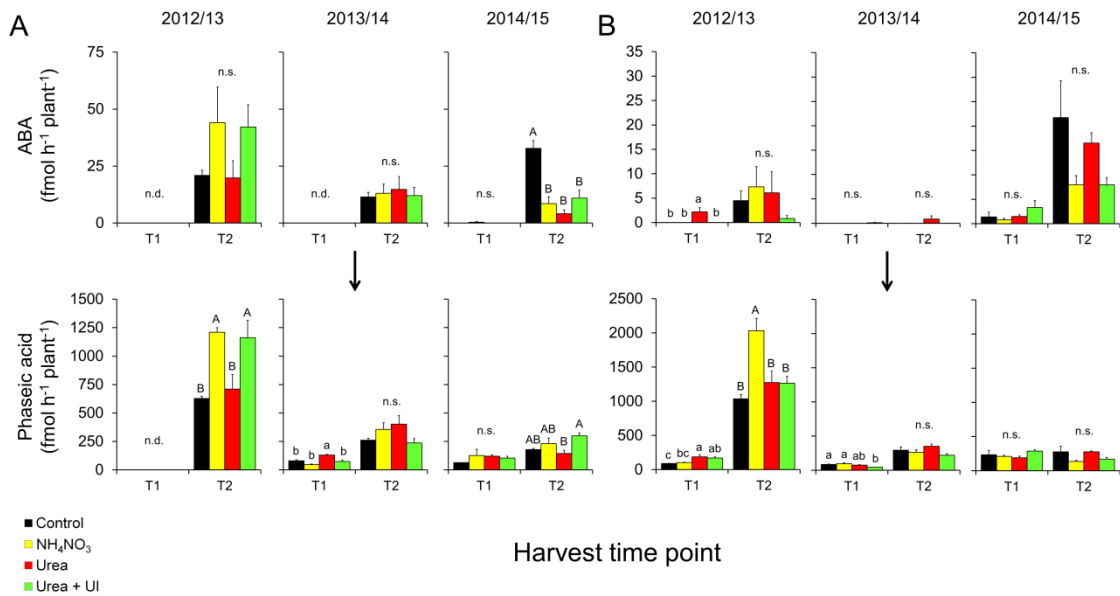 A
2012/13
2013/14
2014/15
B
2012/13
2013/14
2014/15
ABA
(fmol h⁻¹ plant⁻¹)
75
50
25
0
n.d.
n.s.
T1
T2
n.d.
n.s.
T1
T2
n.s.
A
B
B
B
T1
T2
35
30
25
20
15
10
5
0
b b a b
n.s.
T1
T2
n.s.
n.s.
T1
T2
n.s.
n.s.
T1
T2
Phaseic acid
(fmol h⁻¹ plant⁻¹)
1500
1250
1000
750
500
250
0
n.d.
B
A
B
A
T1
T2
b b a b
n.s.
T1
T2
n.s.
AB
AB
B
A
T1
T2
2500
2000
1500
1000
500
0
c bc a ab
B
A
B
B
T1
T2
a a ab b
n.s.
T1
T2
n.s.
n.s.
T1
T2
Control
NH₄NO₃
Urea
Urea + UI
Harvest time point